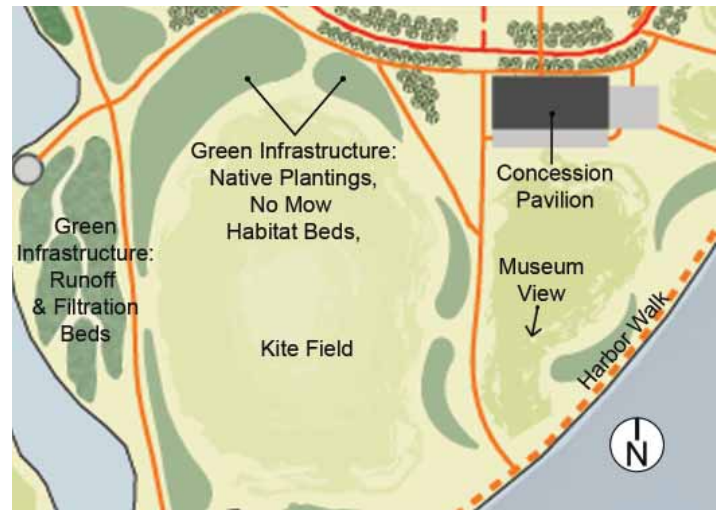 Green Infrastructure:
Native Plantings,
No Mow
Habitat Beds,
Concession
Pavilion
Green
Infrastructure:
Runoff
& Filtration
Beds
Museum
View
Kite Field
Harbor Walk
N